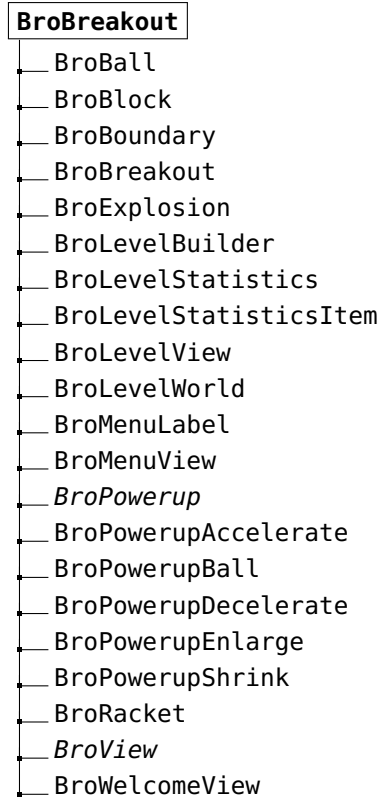 BroBreakout
BroBall
BroBlock
BroBoundary
BroBreakout
BroExplosion
BroLevelBuilder
BroLevelStatistics
BroLevelStatisticsItem
BroLevelView
BroLevelWorld
BroMenuLabel
BroMenuView
BroPowerup
BroPowerupAccelerate
BroPowerupBall
BroPowerupDecelerate
BroPowerupEnlarge
BroPowerupShrink
BroRacket
BroView
BroWelcomeView